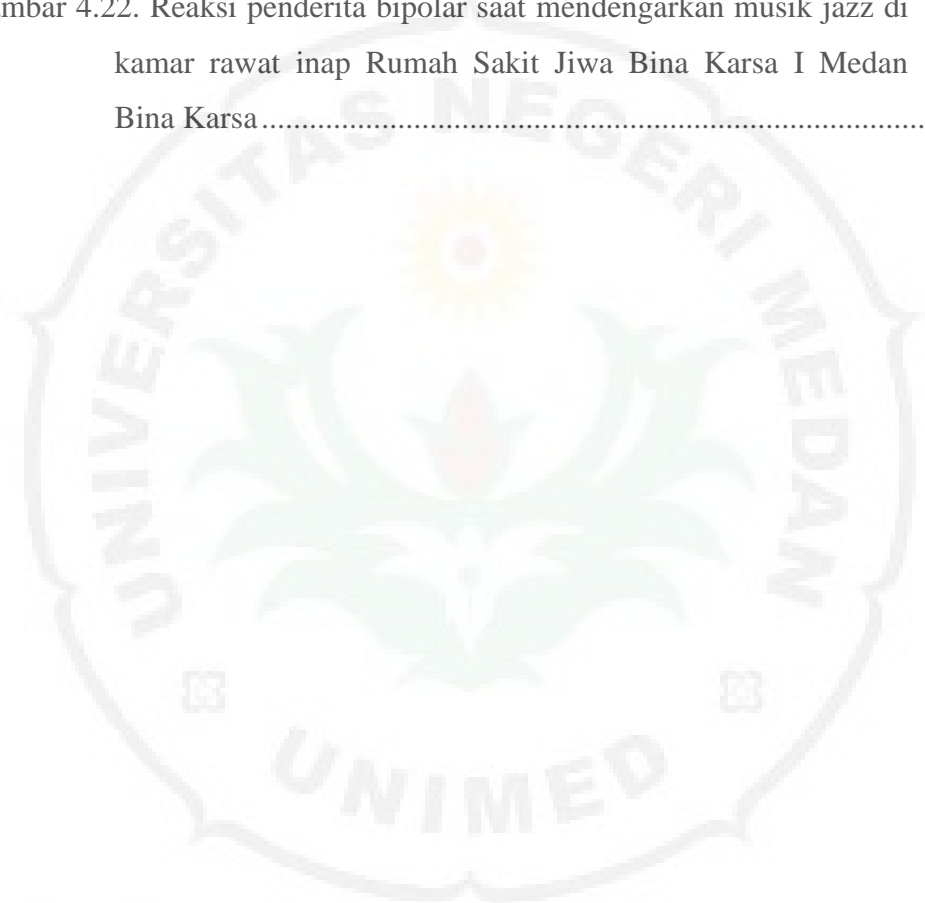 mbar 4.22. Reaksi penderita bipolar saat mendengarkan musik jazz di
kamar rawat inap Rumah Sakit Jiwa Bina Karsa I Medan
Bina Karsa................................................................................
UNIVERSITAS NEGERI MEDAN
UNIMED